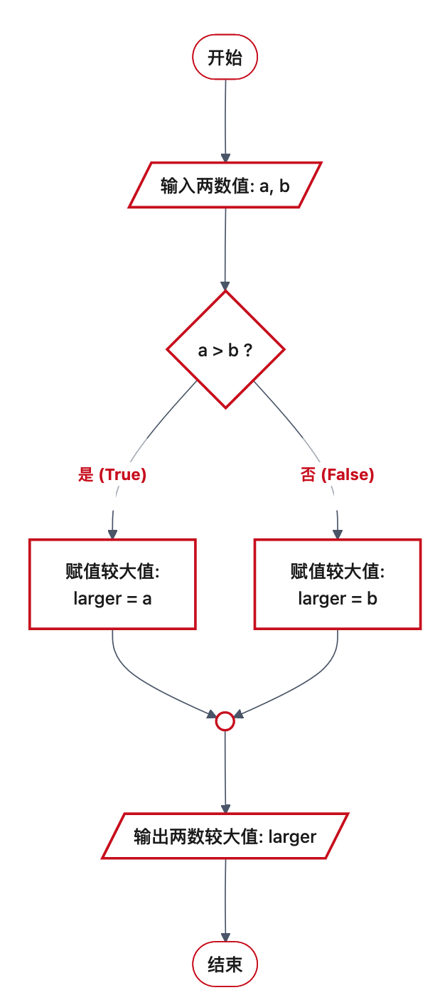 开始
输入两数值: a, b
a > b ?
是 (True)
否 (False)
赋值较大值:
larger = a
赋值较大值:
larger = b
输出两数较大值: larger
结束